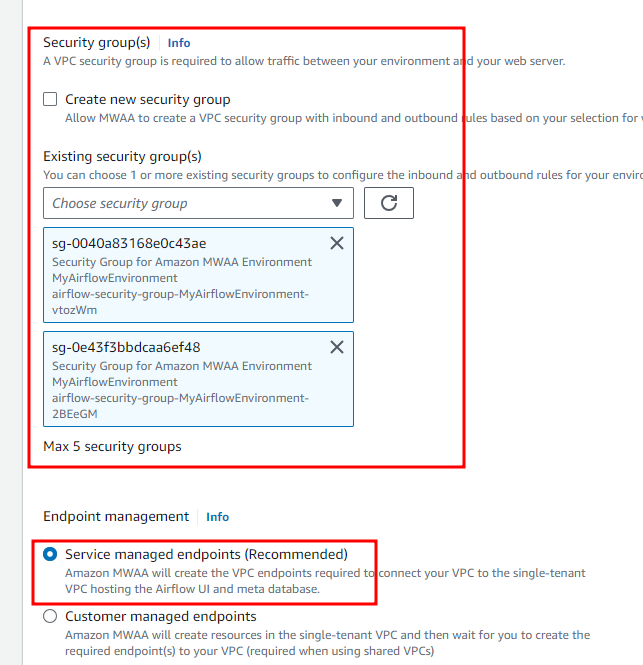 Security group(s) Info
A VPC security group is required to allow traffic between your environment and your web server.
Create new security group
Allow MWAA to create a VPC security group with inbound and outbound rules based on your selection for
Existing security group(s)
You can choose 1 or more existing security groups to configure the inbound and outbound rules for your
Choose security group
sg-0040a83168e0c43ae
Security Group for Amazon MWAA Environment
MyAirflowEnvironment
airflow-security-group-MyAirflowEnvironment-
vtozWm
sg-0e43f3bbdcaa6ef48
Security Group for Amazon MWAA Environment
MyAirflowEnvironment
airflow-security-group-MyAirflowEnvironment-
2BEeGM
Max 5 security groups
Endpoint management Info
Service managed endpoints (Recommended)
Amazon MWAA will create the VPC endpoints required to connect your VPC to the single-tenant
VPC hosting the Airflow UI and meta database.
Customer managed endpoints
Amazon MWAA will create resources in the single-tenant VPC and then wait for you to create the
required endpoint(s) to your VPC (required when using shared VPCs)